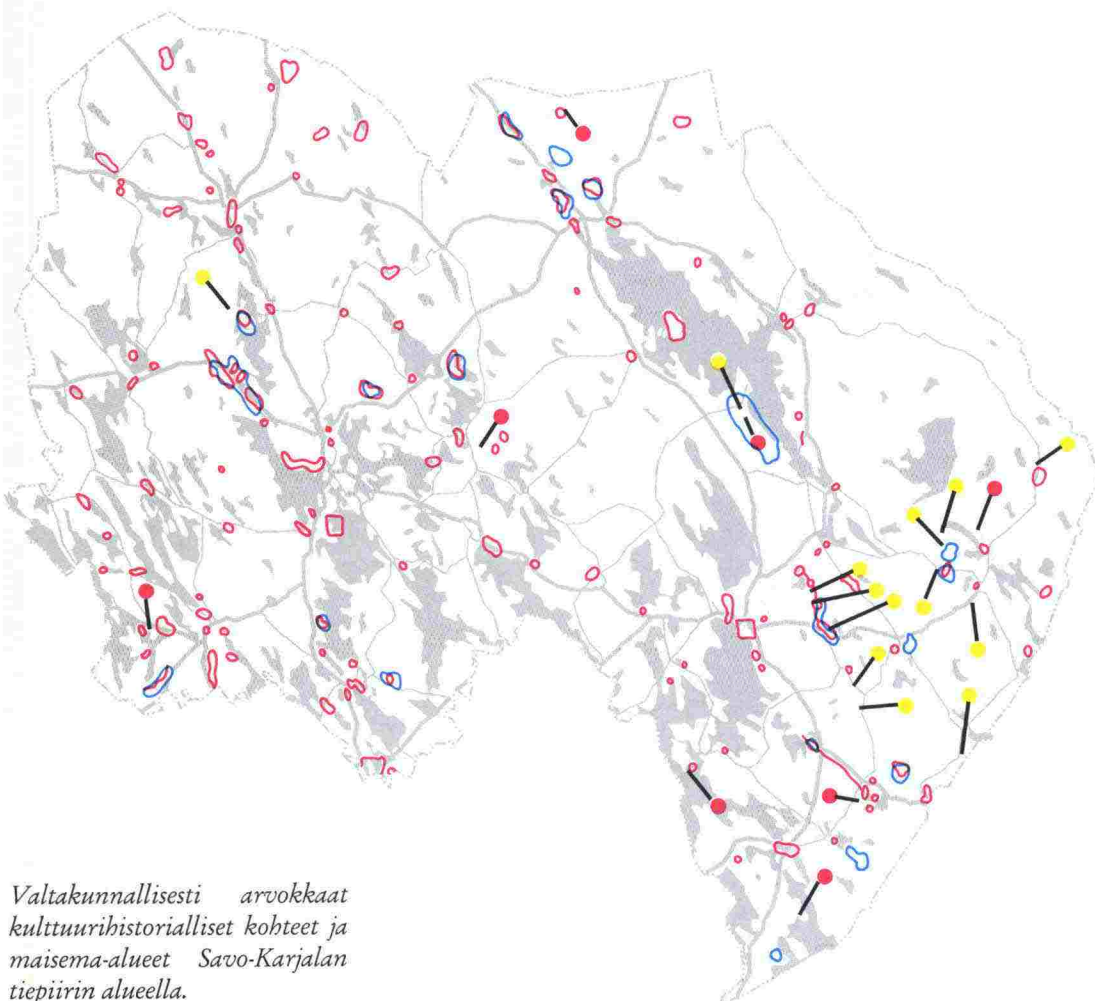 Valtakunnallisesti arvokkaat
kulttuurihistorialliset kohteet ja
maisema-alueet Savo-Karjalan
tiepiirin alueella.